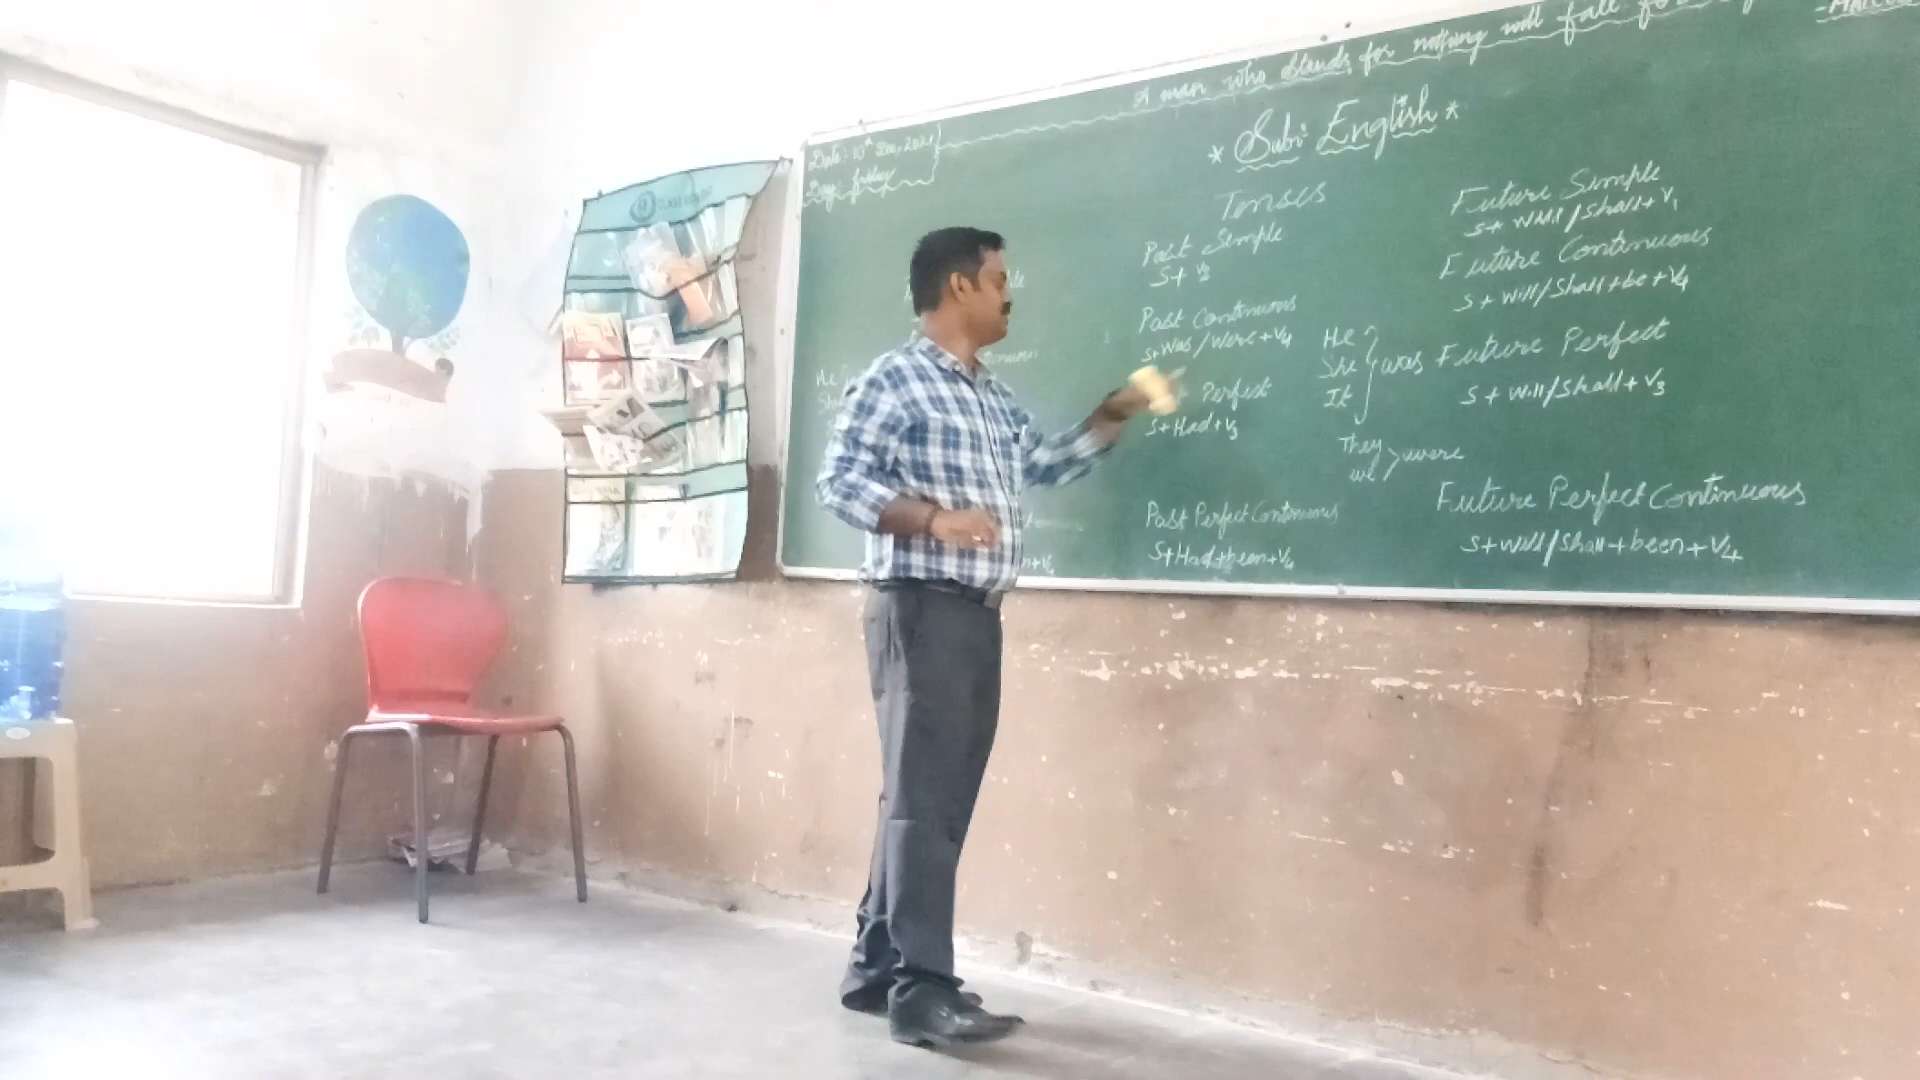 A man who stands for nothing will fall for
Date:- 10th Dec, 2021
Day:- friday
* Sub:- English *
Tenses
Past Simple
S+ V2
Past Continuous
S+Was/Were+V4
Perfect
S+Had+V3
Past Perfect Continuous
S+Had+been+V4
He
She
It
was
They
we
were
Future Simple
S+ Will/Shall+V1
Future Continuous
S+Will/Shall+be+V4
Future Perfect
S+Will/Shall+V3
Future Perfect Continuous
S+Will/Shall+been+V4